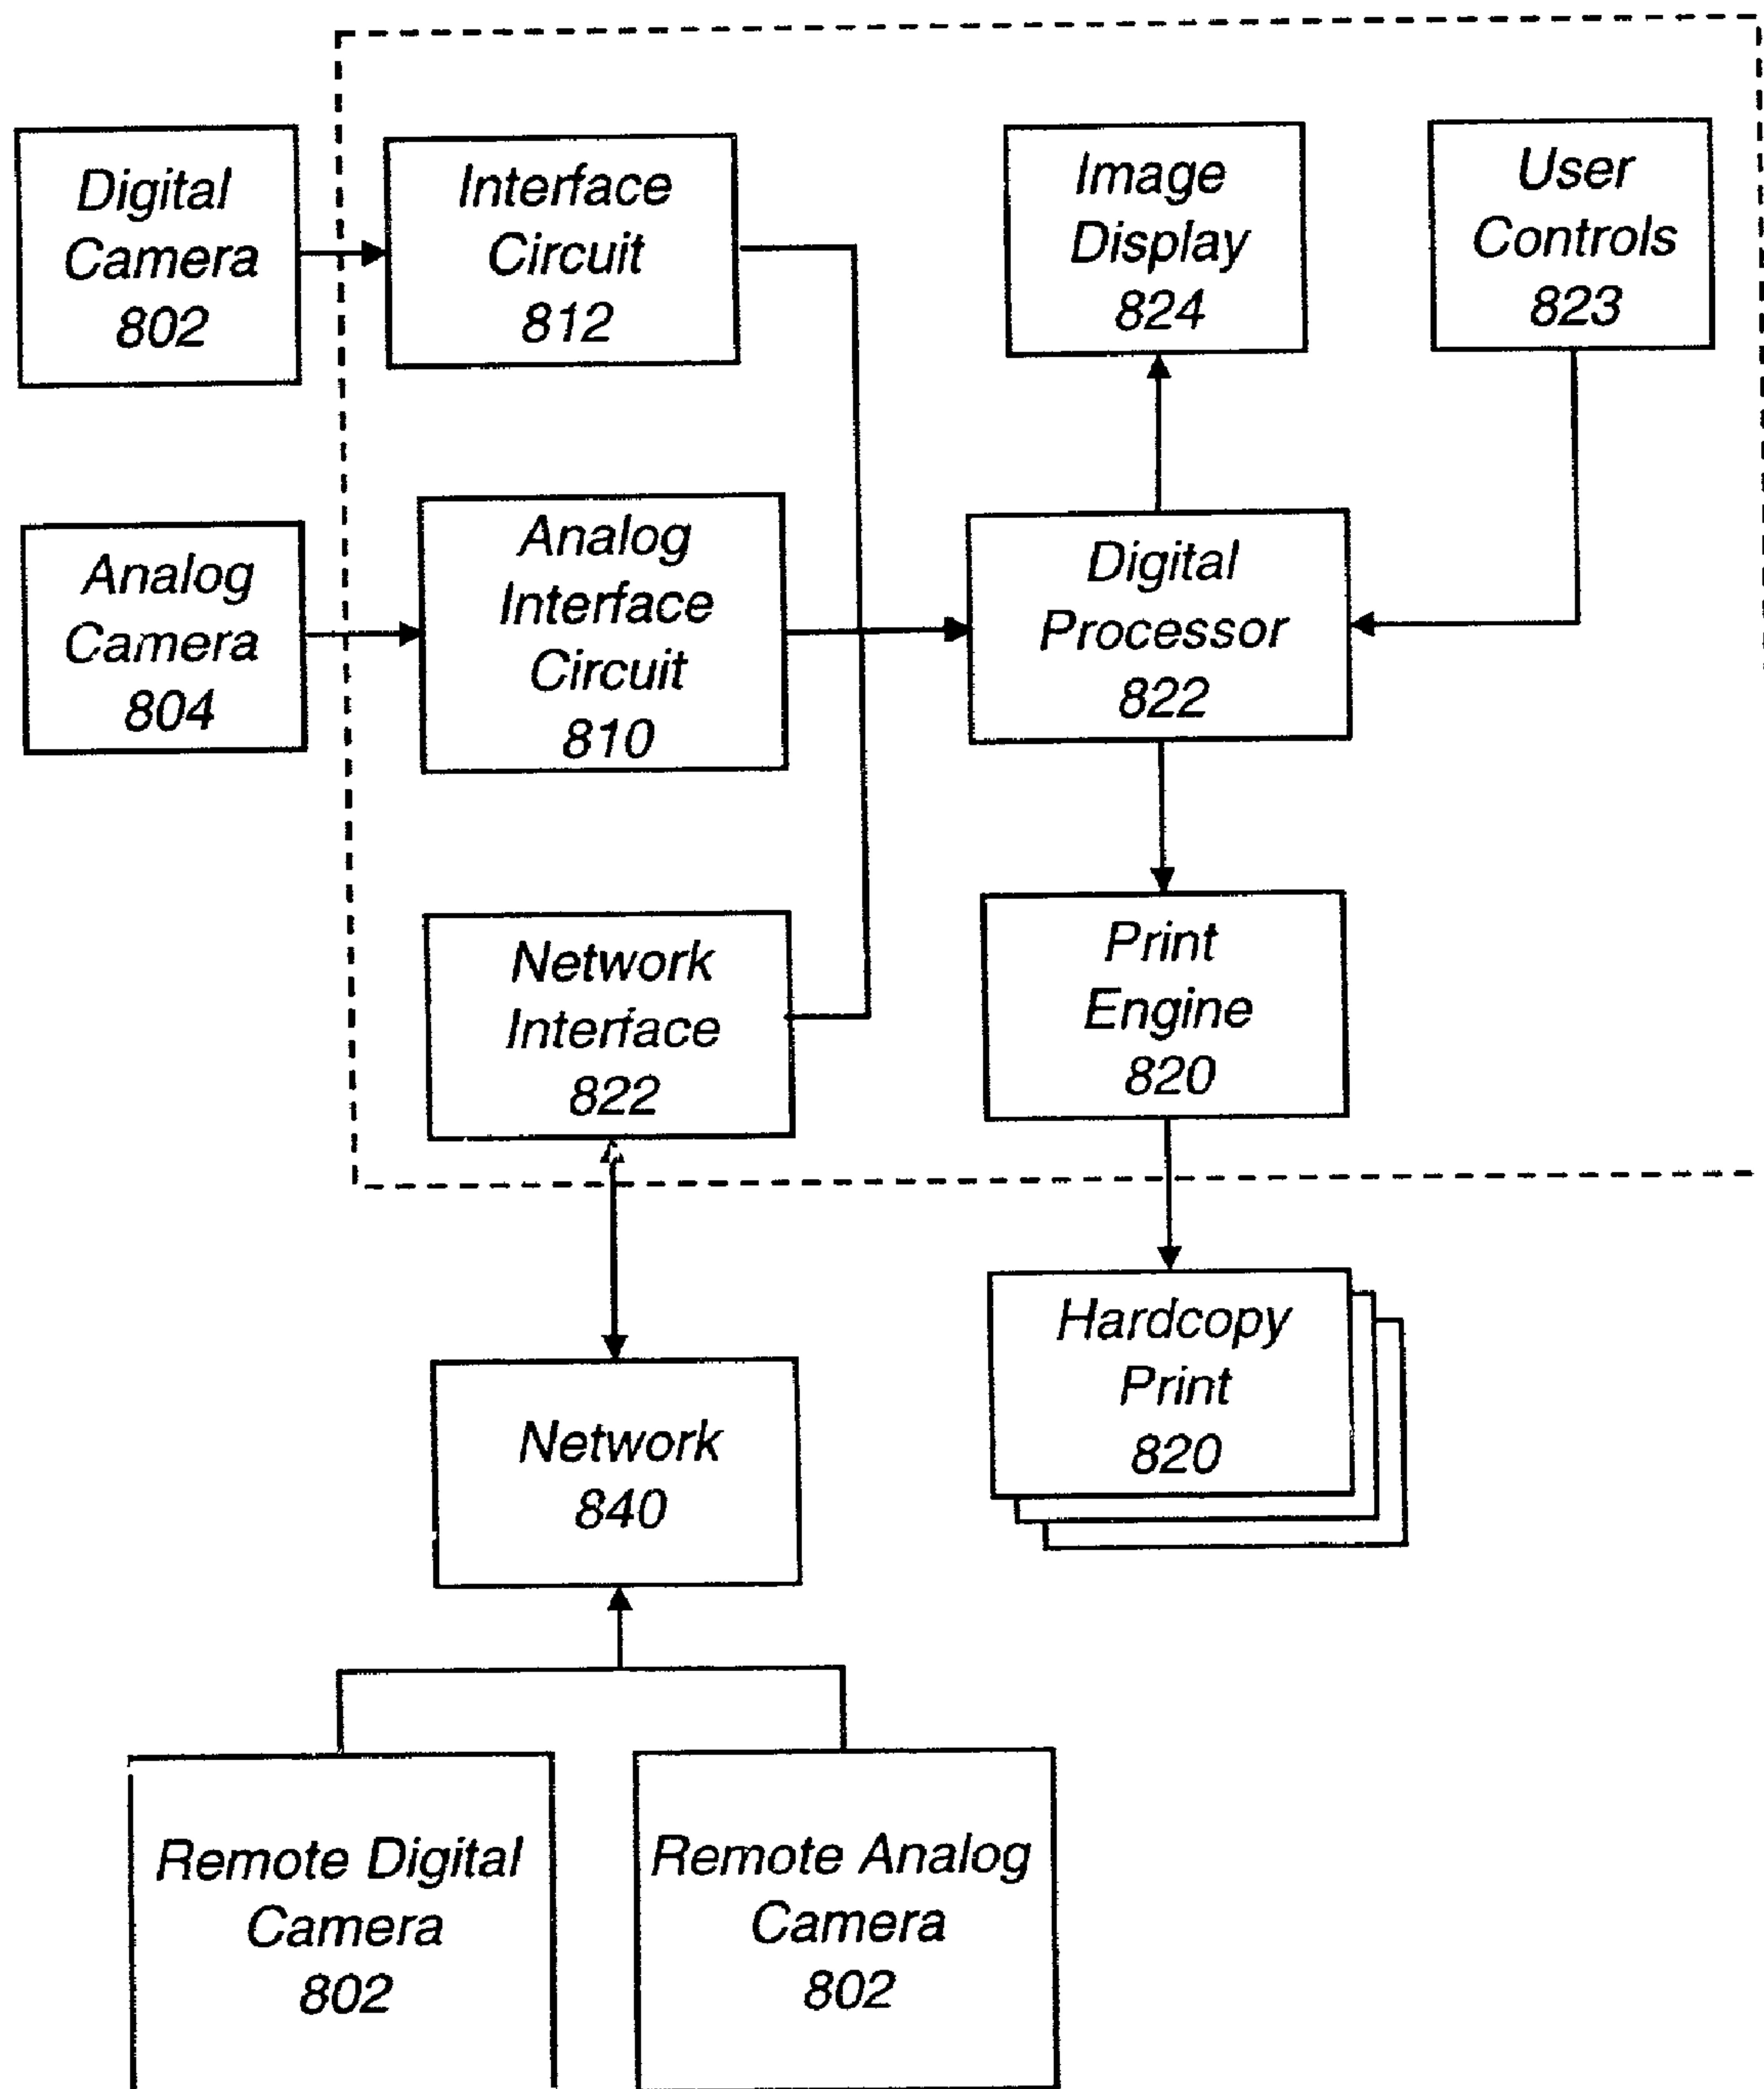 Digital
Camera
802
Interface
Circuit
812
Image
Display
824
User
Controls
823
Analog
Camera
804
Analog
Interface
Circuit
810
Digital
Processor
822
Network
Interface
822
Print
Engine
820
Network
840
Hardcopy
Print
820
Remote Digital
Camera
802
Remote Analog
Camera
802